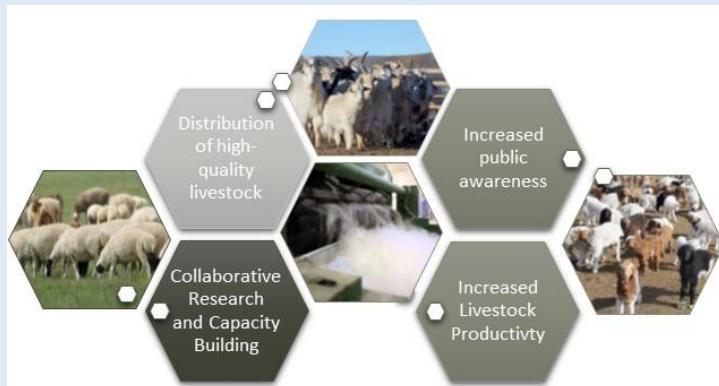 Distribution
of high-
quality
livestock
Increased
public
awareness
Collaborative
Research
and Capacity
Building
Increased
Livestock
Productivty